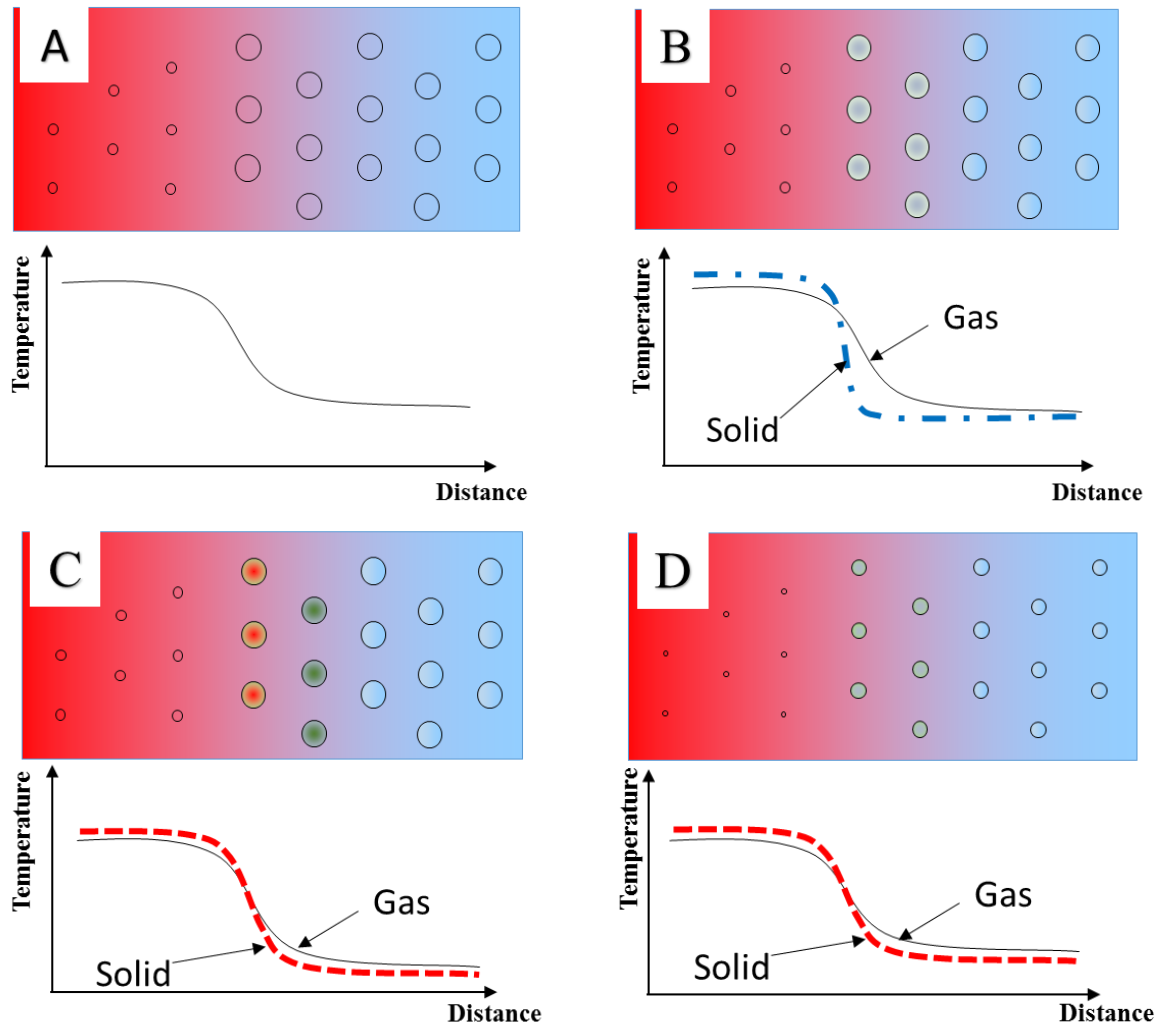 A
Temperature
Distance
B
Temperature
Gas
Solid
Distance
C
Temperature
Gas
Solid
Distance
D
Temperature
Gas
Solid
Distance